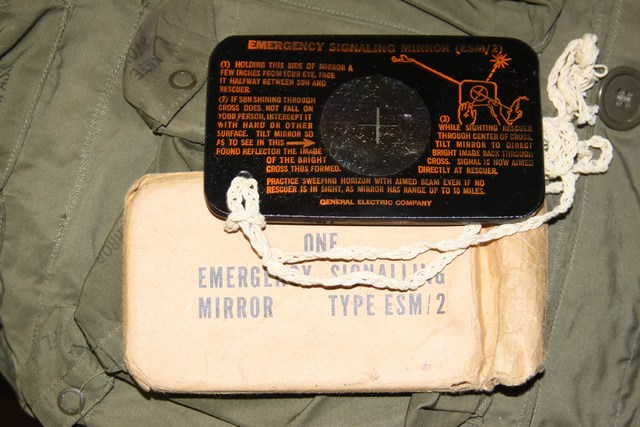 EMERGENCY SIGNALING MIRROR (ESM/2)
(1) HOLDING THIS SIDE OF MIRROR A
FEW INCHES FROM YOUR EYE, FACE
IT HALFWAY BETWEEN SUN AND
RESCUER.
(2) IF SUN SHINING THROUGH
CROSS DOES NOT FALL ON
YOUR PERSON, INTERCEPT IT
WITH HAND OR OTHER
SURFACE. TILT MIRROR SO
AS TO SEE IN THIS
ROUND REFLECTOR THE IMAGE
OF THE BRIGHT
CROSS THUS FORMED.
(3)
WHILE SIGHTING RESCUER
THROUGH CENTER OF CROSS,
TILT MIRROR TO DIRECT
BRIGHT IMAGE BACK THROUGH
CROSS. SIGNAL IS NOW AIMED
DIRECTLY AT RESCUER.
PRACTICE SWEEPING HORIZON WITH AIMED BEAM EVEN IF NO
RESCUER IS IN SIGHT, AS MIRROR HAS RANGE UP TO 10 MILES.
GENERAL ELECTRIC COMPANY
ONE
EMERGENCY SIGNALLING
MIRROR TYPE ESM/2